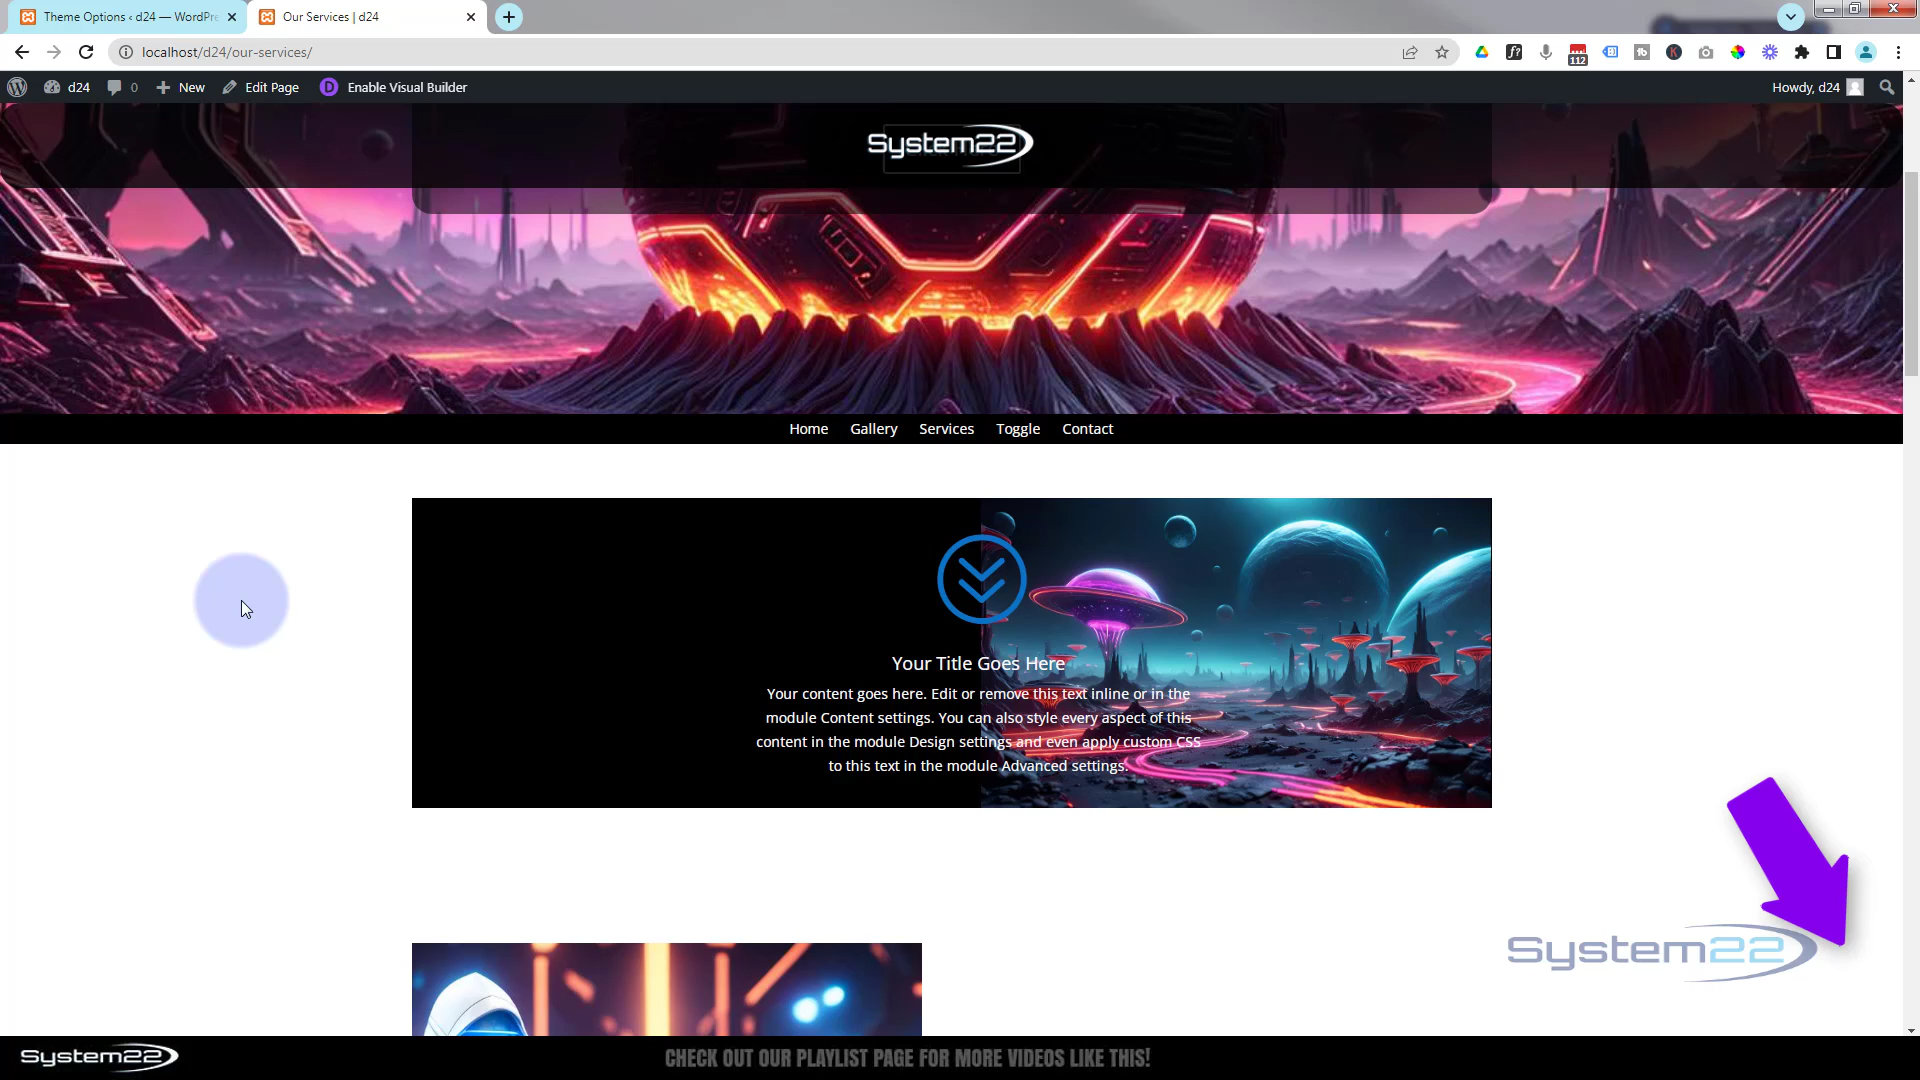 Theme Options ‹ d24 — WordPre
Our Services | d24
localhost/d24/our-services/
112
d24
0
New
Edit Page
D
Enable Visual Builder
Howdy, d24
System22
Home
Gallery
Services
Toggle
Contact
Your Title Goes Here
Your content goes here. Edit or remove this text inline or in the
module Content settings. You can also style every aspect of this
content in the module Design settings and even apply custom CSS
to this text in the module Advanced settings.
System22
System22
CHECK OUT OUR PLAYLIST PAGE FOR MORE VIDEOS LIKE THIS!